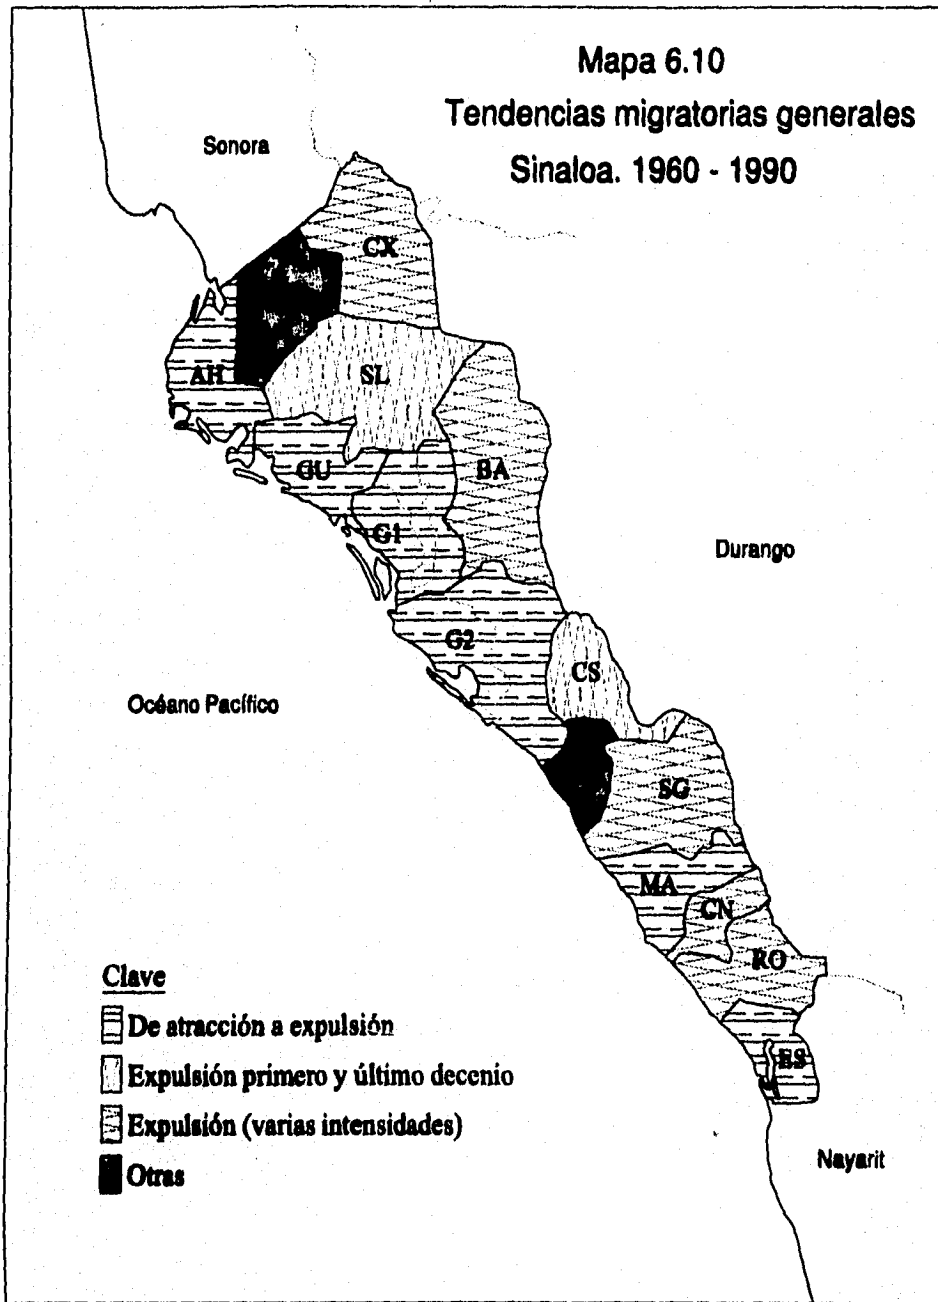 Mapa 6.10
Tendencias migratorias generales
Sinaloa. 1960 - 1990
Sonora
CX
AH
SL
GU
BA
G1
Durango
G2
CS
Océano Pacífico
SG
MA
CN
RO
ES
Nayarit
Clave
De atracción a expulsión
Expulsión primero y último decenio
Expulsión (varias intensidades)
Otras